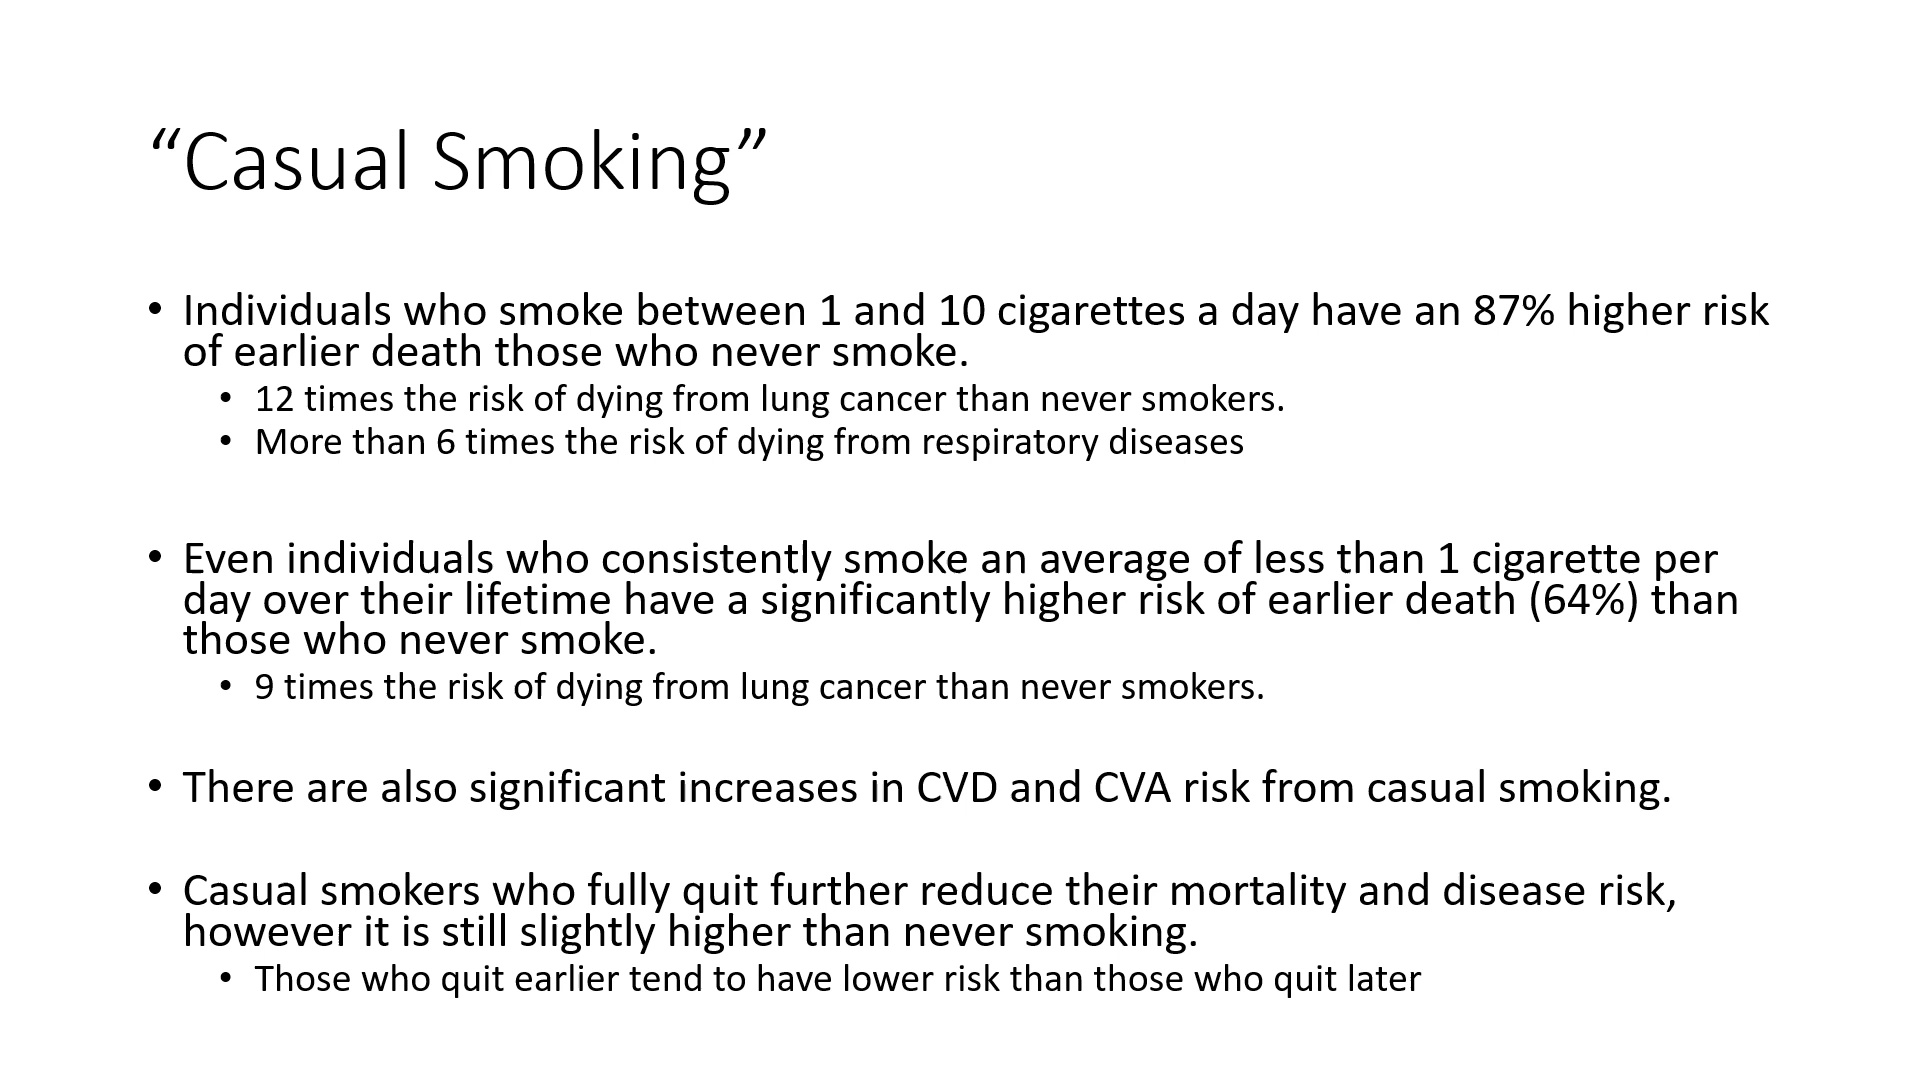 “Casual Smoking”
• Individuals who smoke between 1 and 10 cigarettes a day have an 87% higher risk
of earlier death those who never smoke.
• 12 times the risk of dying from lung cancer than never smokers.
• More than 6 times the risk of dying from respiratory diseases
• Even individuals who consistently smoke an average of less than 1 cigarette per
day over their lifetime have a significantly higher risk of earlier death (64%) than
those who never smoke.
• 9 times the risk of dying from lung cancer than never smokers.
• There are also significant increases in CVD and CVA risk from casual smoking.
• Casual smokers who fully quit further reduce their mortality and disease risk,
however it is still slightly higher than never smoking.
• Those who quit earlier tend to have lower risk than those who quit later